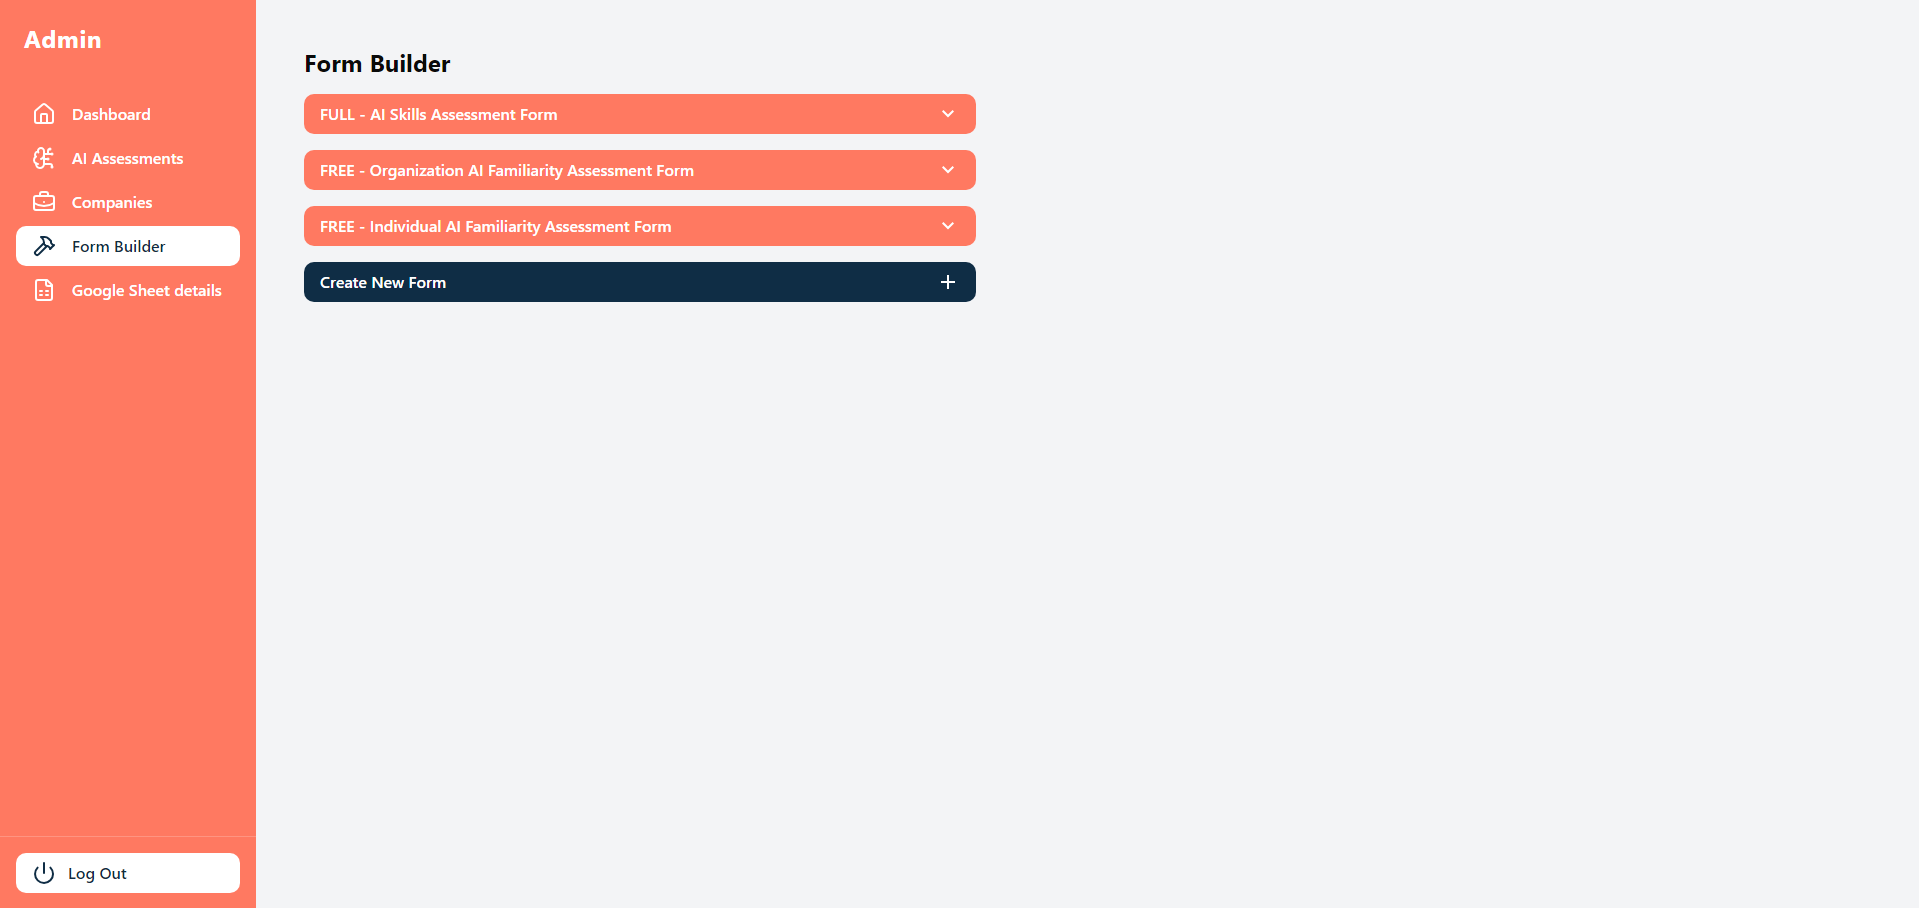 Admin
Dashboard
AI Assessments
Companies
Form Builder
Google Sheet details
Log Out
Form Builder
FULL - AI Skills Assessment Form
FREE - Organization AI Familiarity Assessment Form
FREE - Individual AI Familiarity Assessment Form
Create New Form